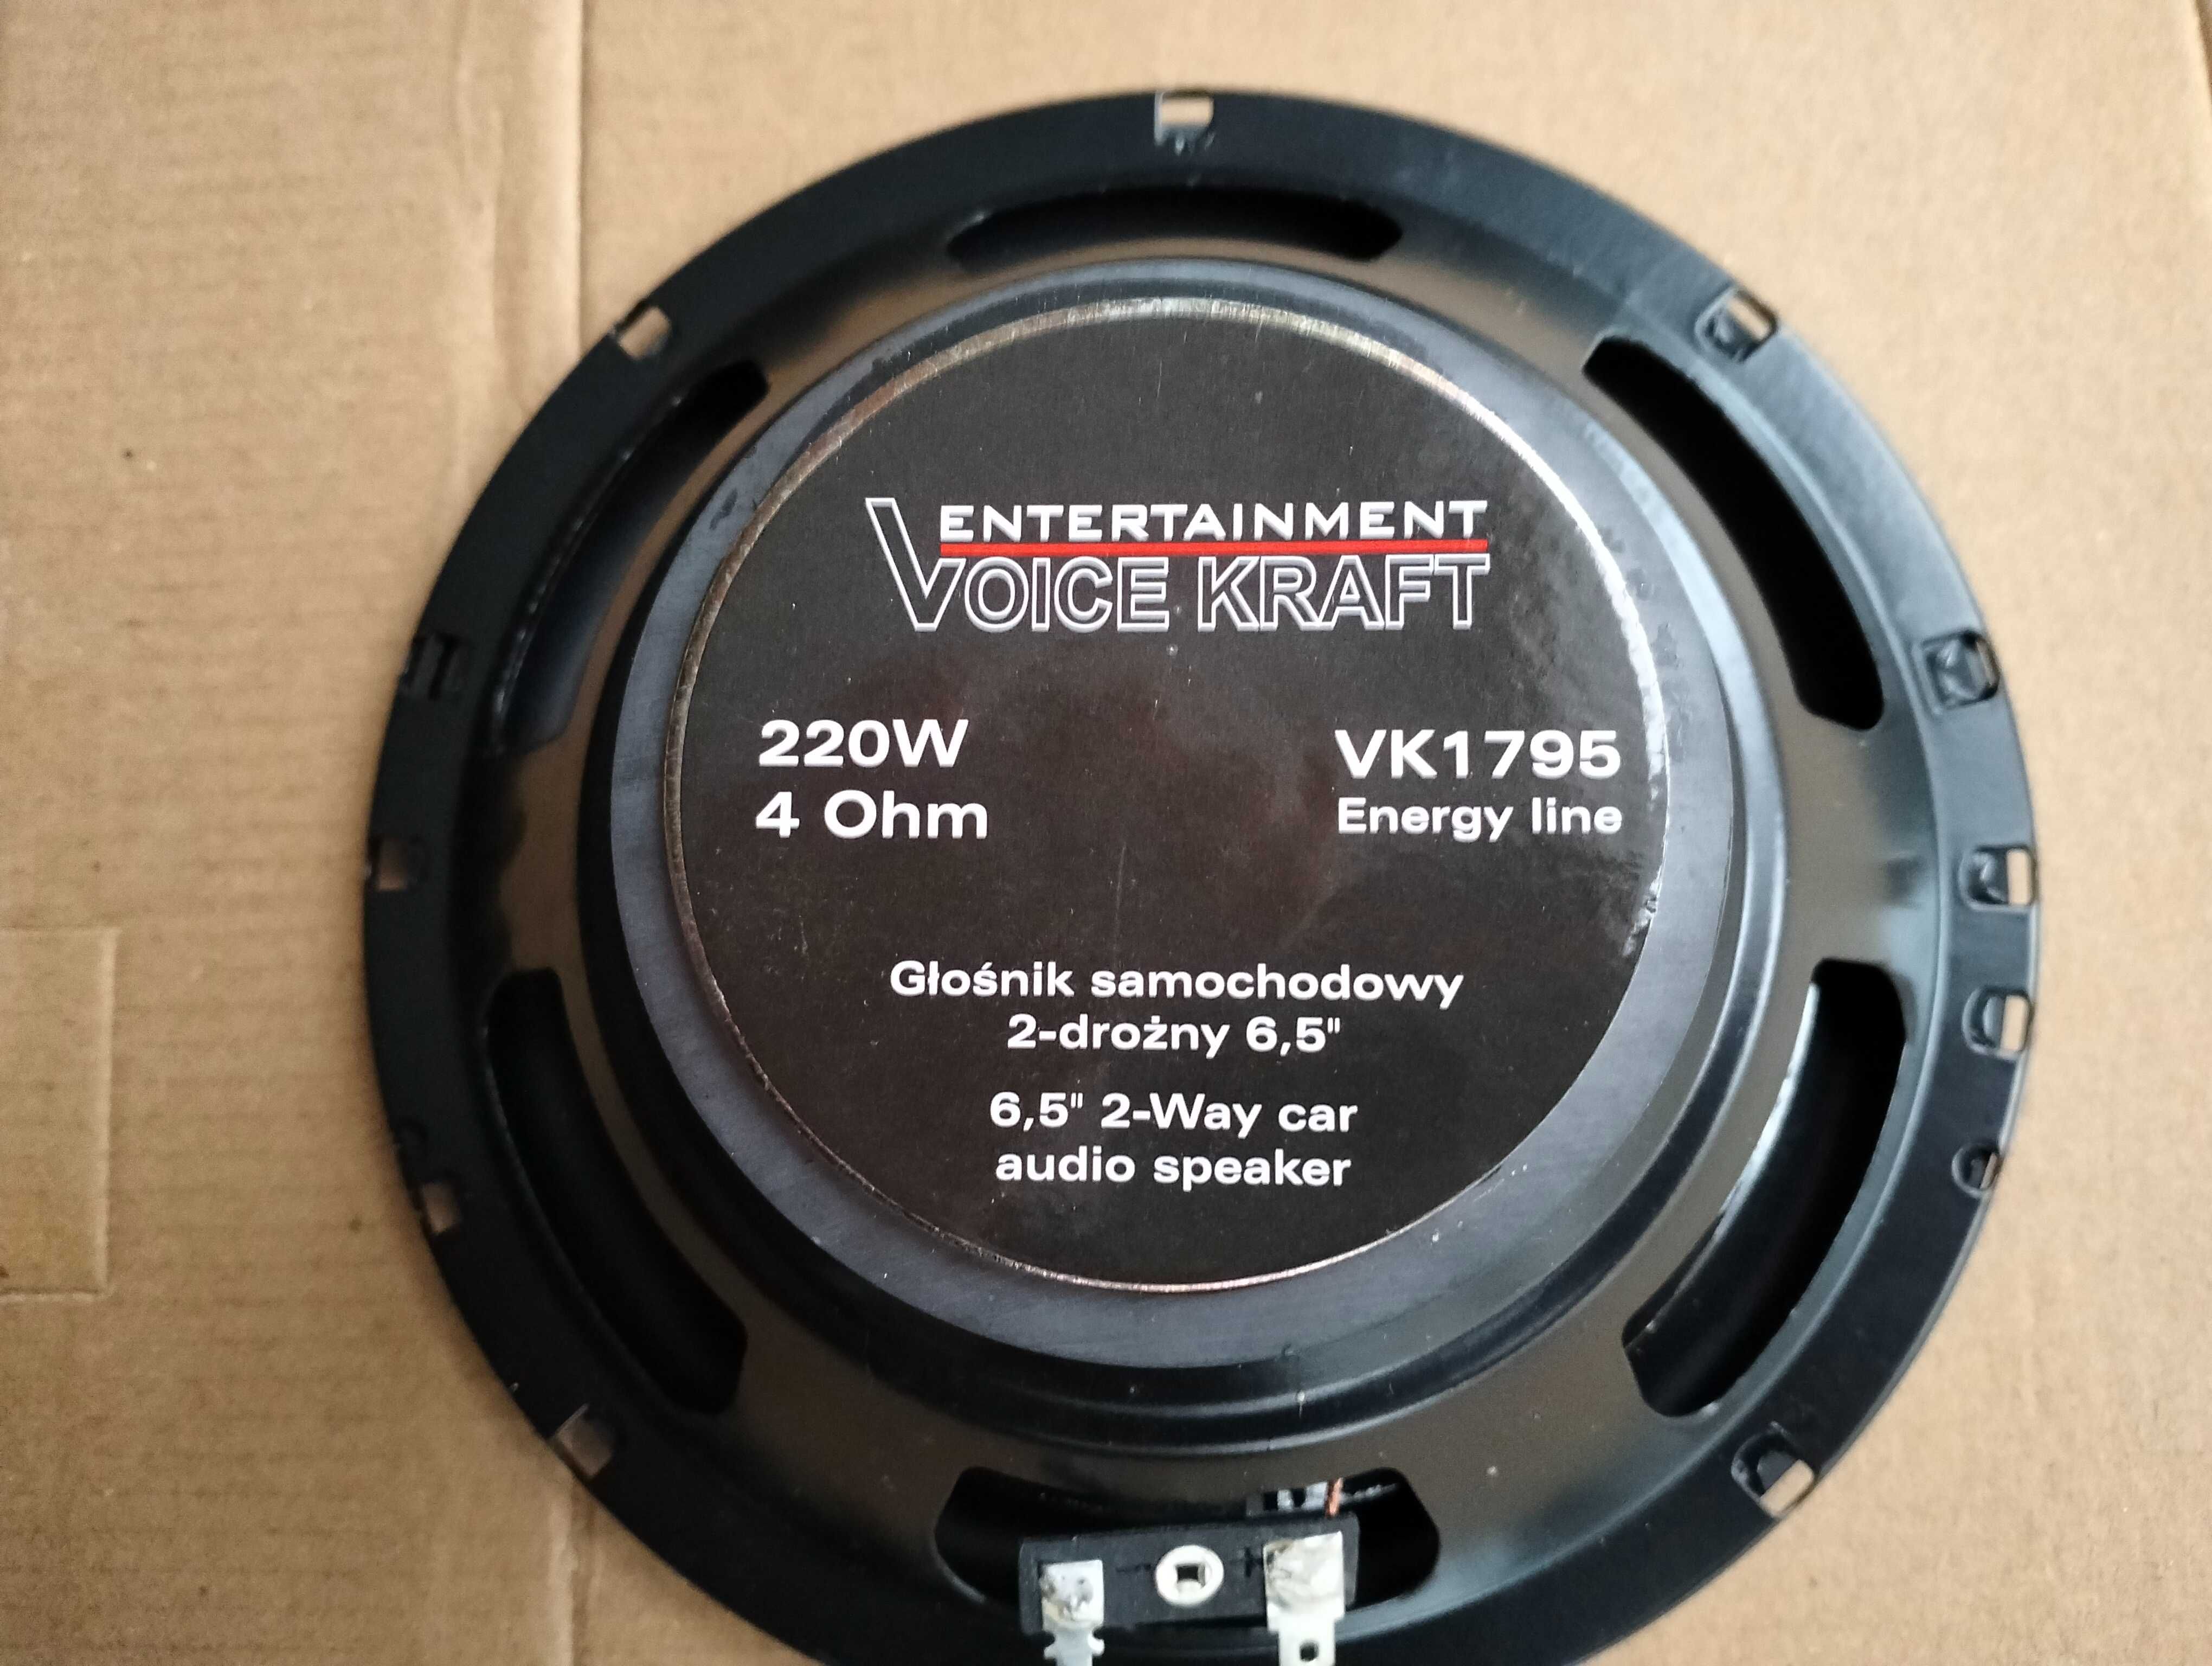 ENTERTAINMENT
VOICE KRAFT
220W
4 Ohm
VK1795
Energy line
Głośnik samochodowy
2-drożny 6,5"
6,5" 2-Way car
audio speaker